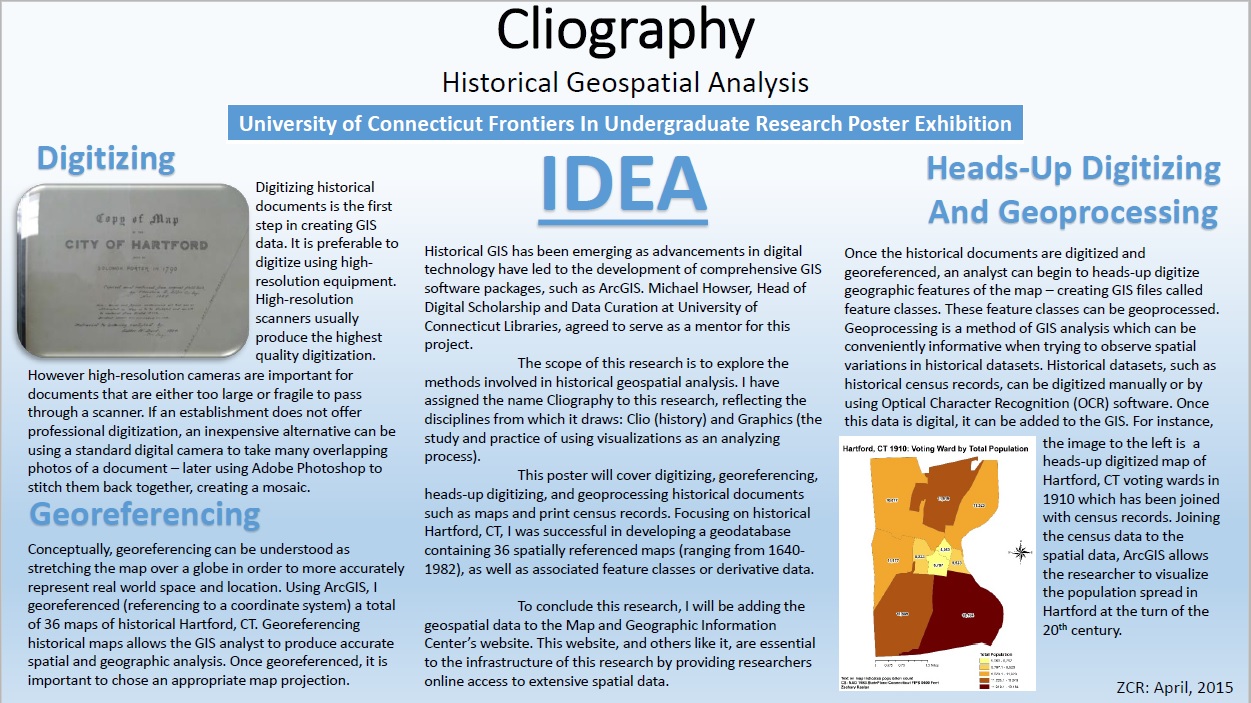 Cliography
Historical Geospatial Analysis
University of Connecticut Frontiers In Undergraduate Research Poster Exhibition
Digitizing
Copy of Map
CITY OF HARTFORD
SOLOMON PORTER IN 1790
Digitizing historical
documents is the first
step in creating GIS
data. It is preferable to
digitize using high-
resolution equipment.
High-resolution
scanners usually
produce the highest
quality digitization.
However high-resolution cameras are important for
documents that are either too large or fragile to pass
through a scanner. If an establishment does not offer
professional digitization, an inexpensive alternative can be
using a standard digital camera to take many overlapping
photos of a document – later using Adobe Photoshop to
stitch them back together, creating a mosaic.
Georeferencing
Conceptually, georeferencing can be understood as
stretching the map over a globe in order to more accurately
represent real world space and location. Using ArcGIS, I
georeferenced (referencing to a coordinate system) a total
of 36 maps of historical Hartford, CT. Georeferencing
historical maps allows the GIS analyst to produce accurate
spatial and geographic analysis. Once georeferenced, it is
important to chose an appropriate map projection.
IDEA
Historical GIS has been emerging as advancements in digital
technology have led to the development of comprehensive GIS
software packages, such as ArcGIS. Michael Howser, Head of
Digital Scholarship and Data Curation at University of
Connecticut Libraries, agreed to serve as a mentor for this
project.
The scope of this research is to explore the
methods involved in historical geospatial analysis. I have
assigned the name Cliography to this research, reflecting the
disciplines from which it draws: Clio (history) and Graphics (the
study and practice of using visualizations as an analyzing
process).
This poster will cover digitizing, georeferencing,
heads-up digitizing, and geoprocessing historical documents
such as maps and print census records. Focusing on historical
Hartford, CT, I was successful in developing a geodatabase
containing 36 spatially referenced maps (ranging from 1640-
1982), as well as associated feature classes or derivative data.
To conclude this research, I will be adding the
geospatial data to the Map and Geographic Information
Center's website. This website, and others like it, are essential
to the infrastructure of this research by providing researchers
online access to extensive spatial data.
Heads-Up Digitizing
And Geoprocessing
Once the historical documents are digitized and
georeferenced, an analyst can begin to heads-up digitize
geographic features of the map – creating GIS files called
feature classes. These feature classes can be geoprocessed.
Geoprocessing is a method of GIS analysis which can be
conveniently informative when trying to observe spatial
variations in historical datasets. Historical datasets, such as
historical census records, can be digitized manually or by
using Optical Character Recognition (OCR) software. Once
this data is digital, it can be added to the GIS. For instance,
the image to the left is a
heads-up digitized map of
Hartford, CT voting wards in
1910 which has been joined
with census records. Joining
the census data to the
spatial data, ArcGIS allows
the researcher to visualize
the population spread in
Hartford at the turn of the
20th century.
Hartford, CT 1910: Voting Ward by Total Population
Total Population
Text on map indicates population
ZCR: April, 2015